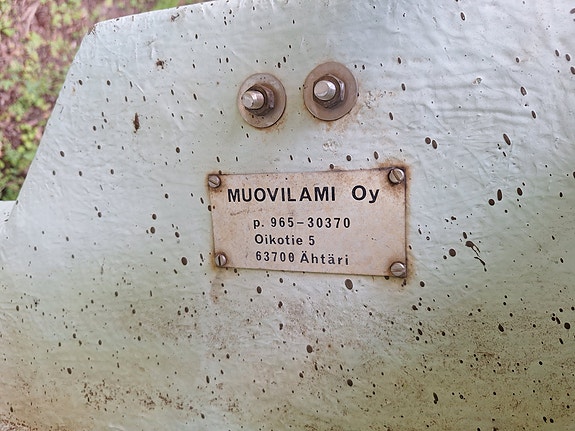 MUOVILAMI Oy
p. 965-30370
Oikotie 5
63700 Ähtäri